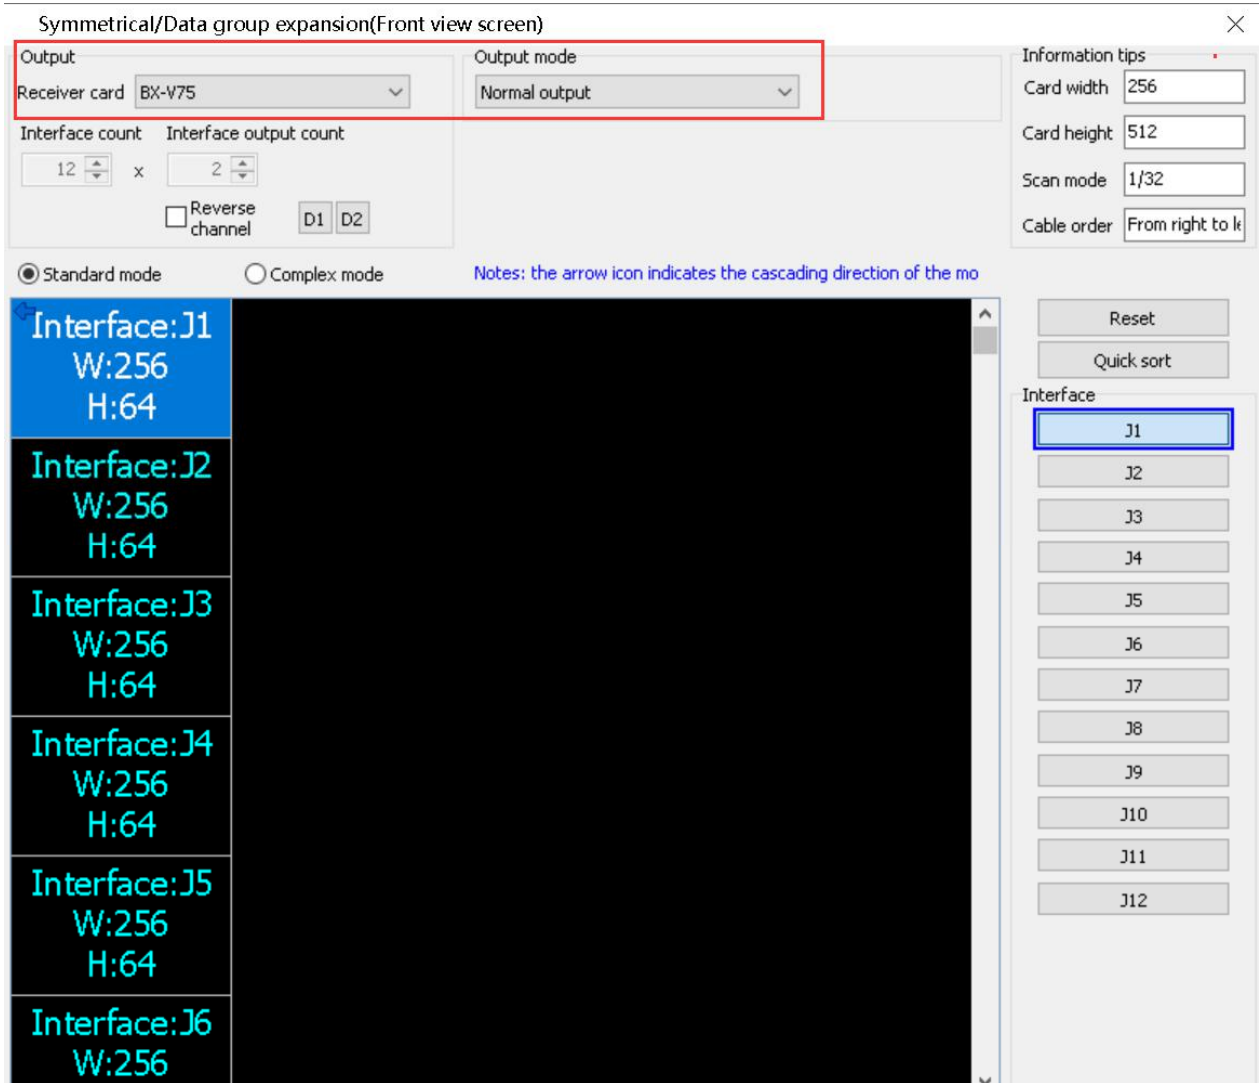 Symmetrical/Data group expansion(Front view screen)
Output
Receiver card BX-V75
Output mode
Normal output
Information tips
Card width 256
Card height 512
Scan mode 1/32
Cable order From right to le
Interface count Interface output count
12 x 2
Reverse channel D1 D2
Standard mode Complex mode
Notes: the arrow icon indicates the cascading direction of the mo
Interface:J1
W:256
H:64
Interface:J2
W:256
H:64
Interface:J3
W:256
H:64
Interface:J4
W:256
H:64
Interface:J5
W:256
H:64
Interface:J6
W:256
Reset
Quick sort
Interface
J1
J2
J3
J4
J5
J6
J7
J8
J9
J10
J11
J12